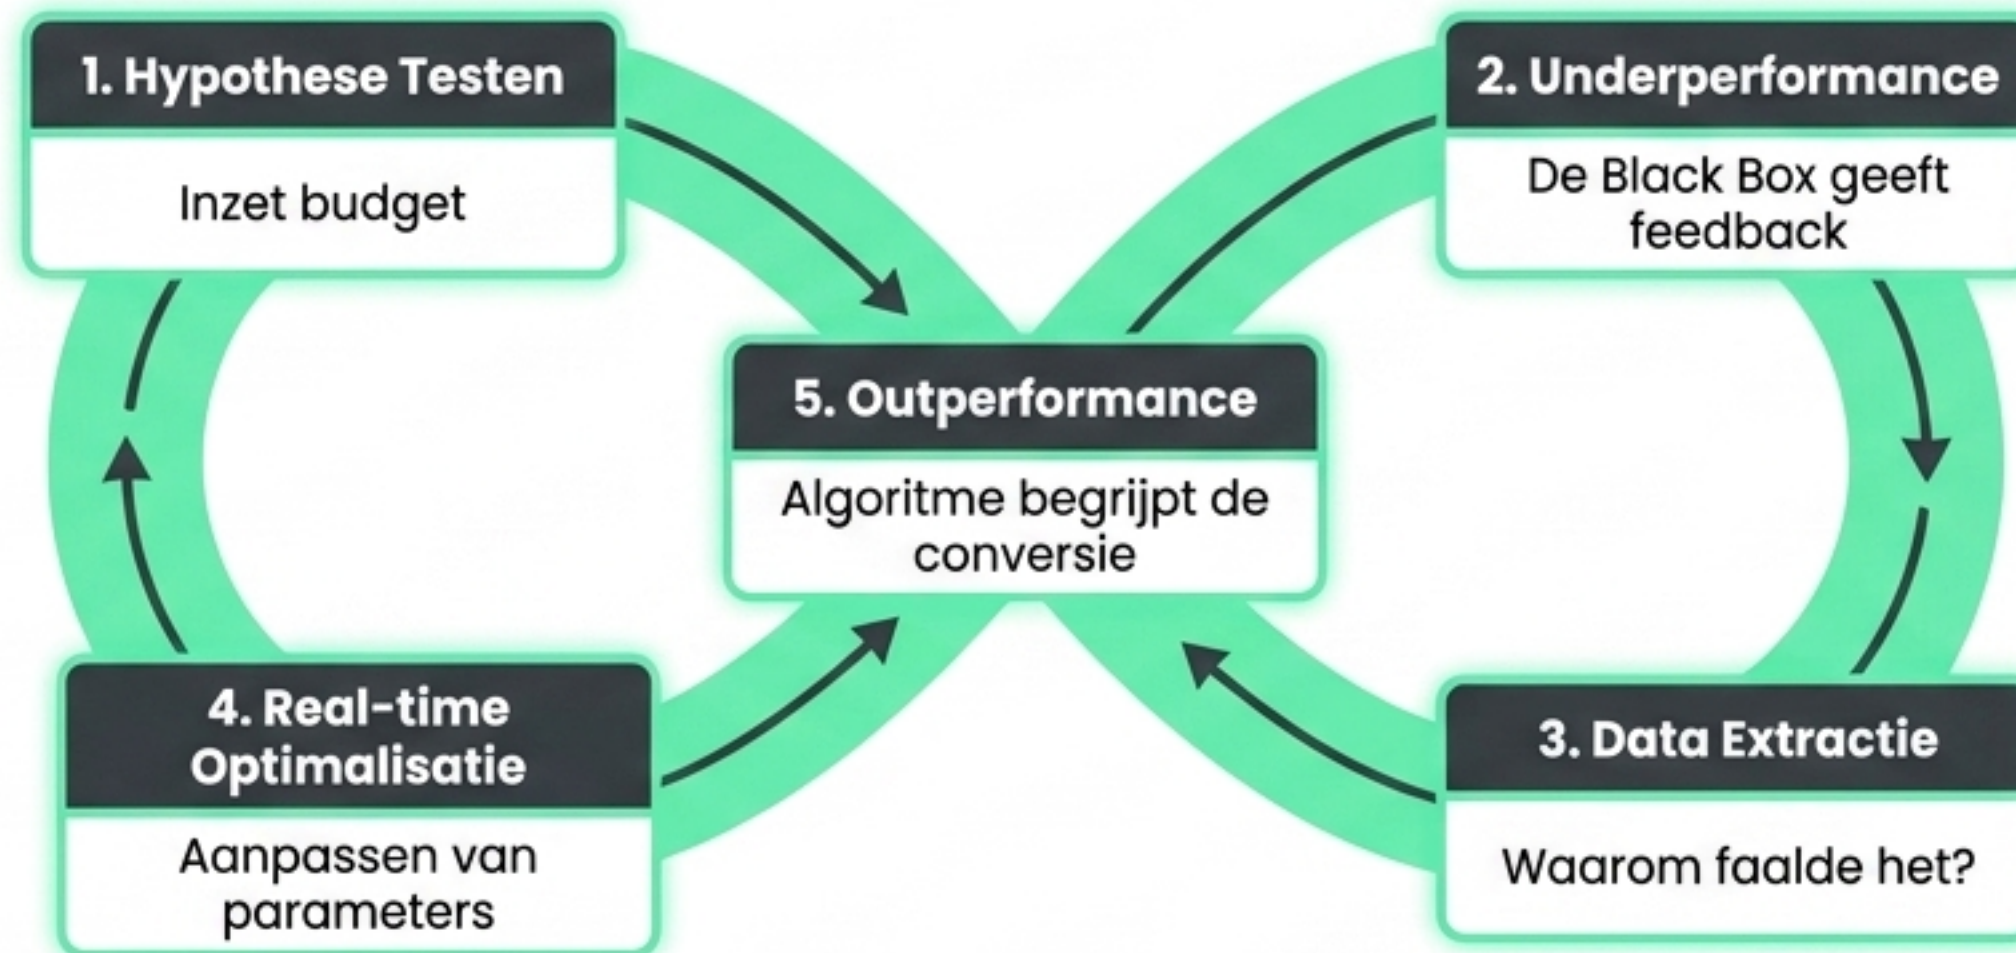 1. Hypothese Testen
Inzet budget
2. Underperformance
De Black Box geeft
feedback
5. Outperformance
Algoritme begrijpt de
conversie
4. Real-time
Optimalisatie
Aanpassen van
parameters
3. Data Extractie
Waarom faalde het?